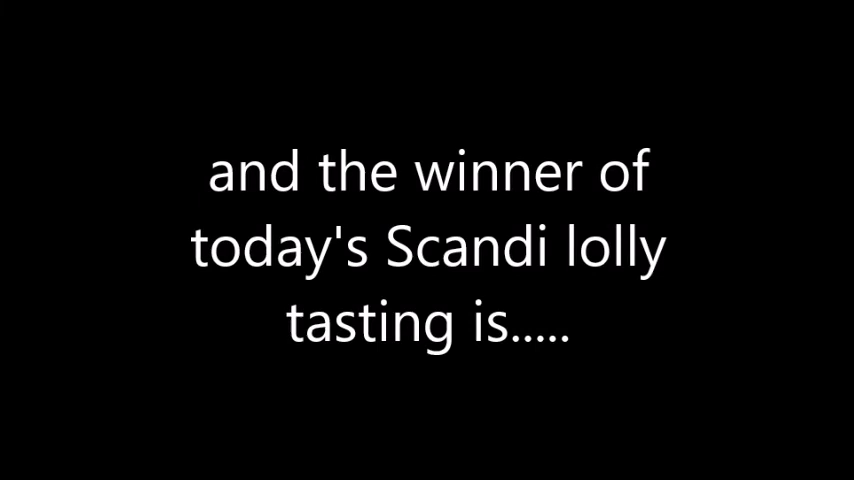 and the winner of
today's Scandi lolly
tasting is.....